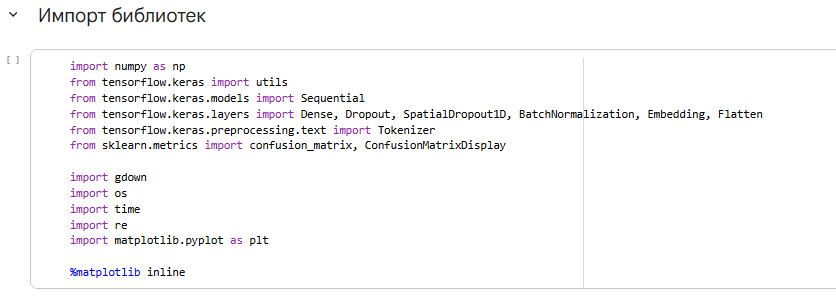 Импорт библиотек
[ ]
import numpy as np
from tensorflow.keras import utils
from tensorflow.keras.models import Sequential
from tensorflow.keras.layers import Dense, Dropout, SpatialDropout1D, BatchNormalization, Embedding, Flatten
from tensorflow.keras.preprocessing.text import Tokenizer
from sklearn.metrics import confusion_matrix, ConfusionMatrixDisplay
import gdown
import os
import time
import re
import matplotlib.pyplot as plt
%matplotlib inline